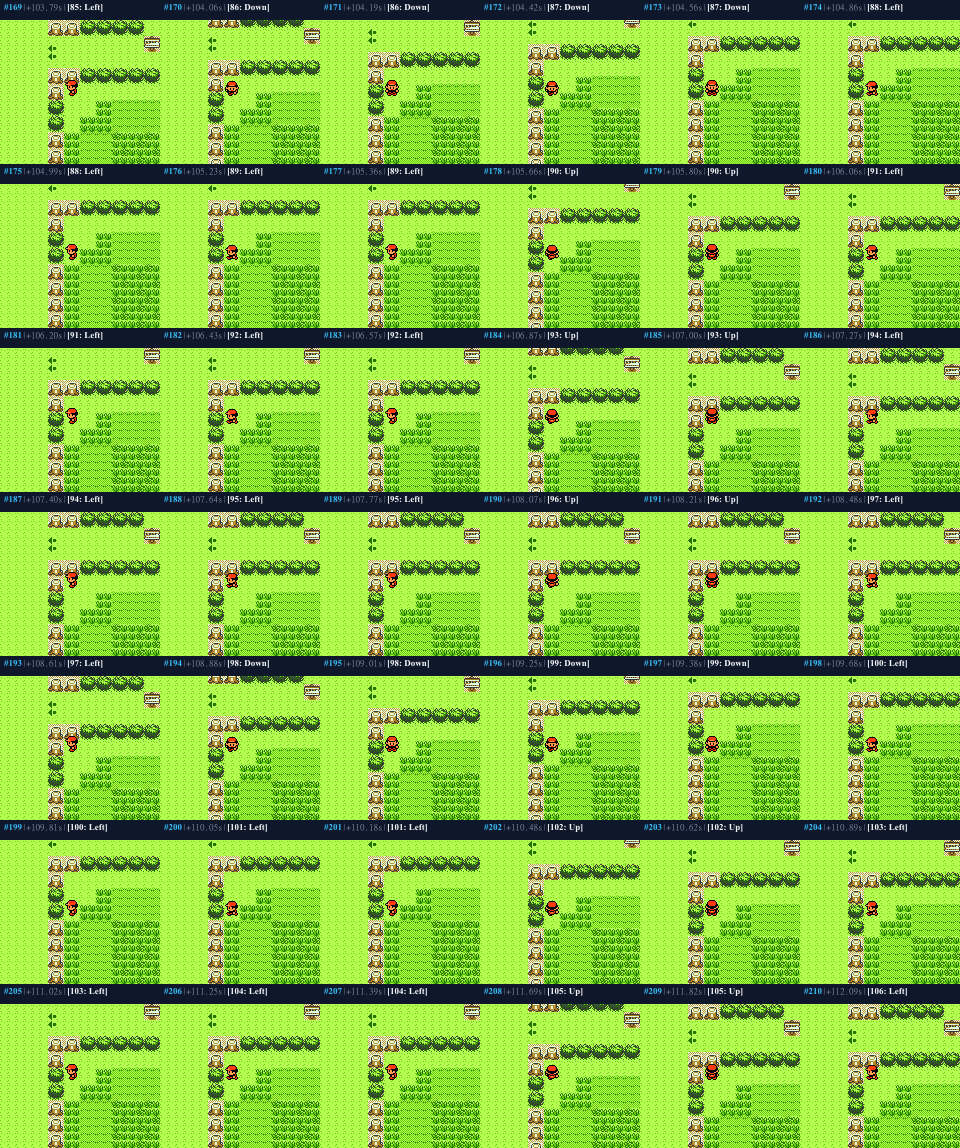 #169|+103.79s|[85: Left] #170|+104.06s|[86: Down] #171|+104.19s|[86: Down] #172|+104.42s|[87: Down] #173|+104.56s|[87: Down] #174|+104.86s|[88: Left]
#175|+104.99s|[88: Left] #176|+105.23s|[89: Left] #177|+105.36s|[89: Left] #178|+105.66s|[90: Up] #179|+105.80s|[90: Up] #180|+106.06s|[91: Left]
#181|+106.20s|[91: Left] #182|+106.43s|[92: Left] #183|+106.57s|[92: Left] #184|+106.87s|[93: Up] #185|+107.00s|[93: Up] #186|+107.27s|[94: Left]
#187|+107.40s|[94: Left] #188|+107.64s|[95: Left] #189|+107.77s|[95: Left] #190|+108.07s|[96: Up] #191|+108.21s|[96: Up] #192|+108.48s|[97: Left]
#193|+108.61s|[97: Left] #194|+108.88s|[98: Down] #195|+109.01s|[98: Down] #196|+109.25s|[99: Down] #197|+109.38s|[99: Down] #198|+109.68s|[100: Left]
#199|+109.81s|[100: Left] #200|+110.05s|[101: Left] #201|+110.18s|[101: Left] #202|+110.48s|[102: Up] #203|+110.62s|[102: Up] #204|+110.89s|[103: Left]
#205|+111.02s|[103: Left] #206|+111.25s|[104: Left] #207|+111.39s|[104: Left] #208|+111.69s|[105: Up] #209|+111.82s|[105: Up] #210|+112.09s|[106: Left]